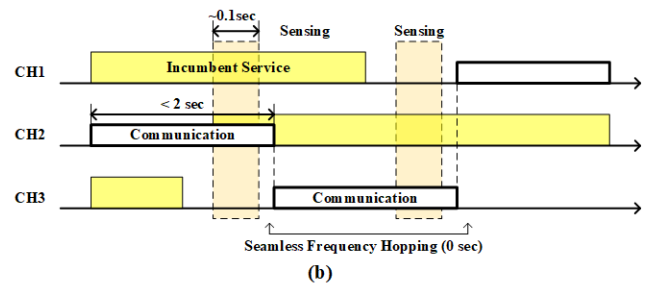 ~0.1sec
Sensing
Sensing
CH1
Incumbent Service
< 2 sec
CH2
Communication
CH3
Communication
Seamless Frequency Hopping (0 sec)
(b)